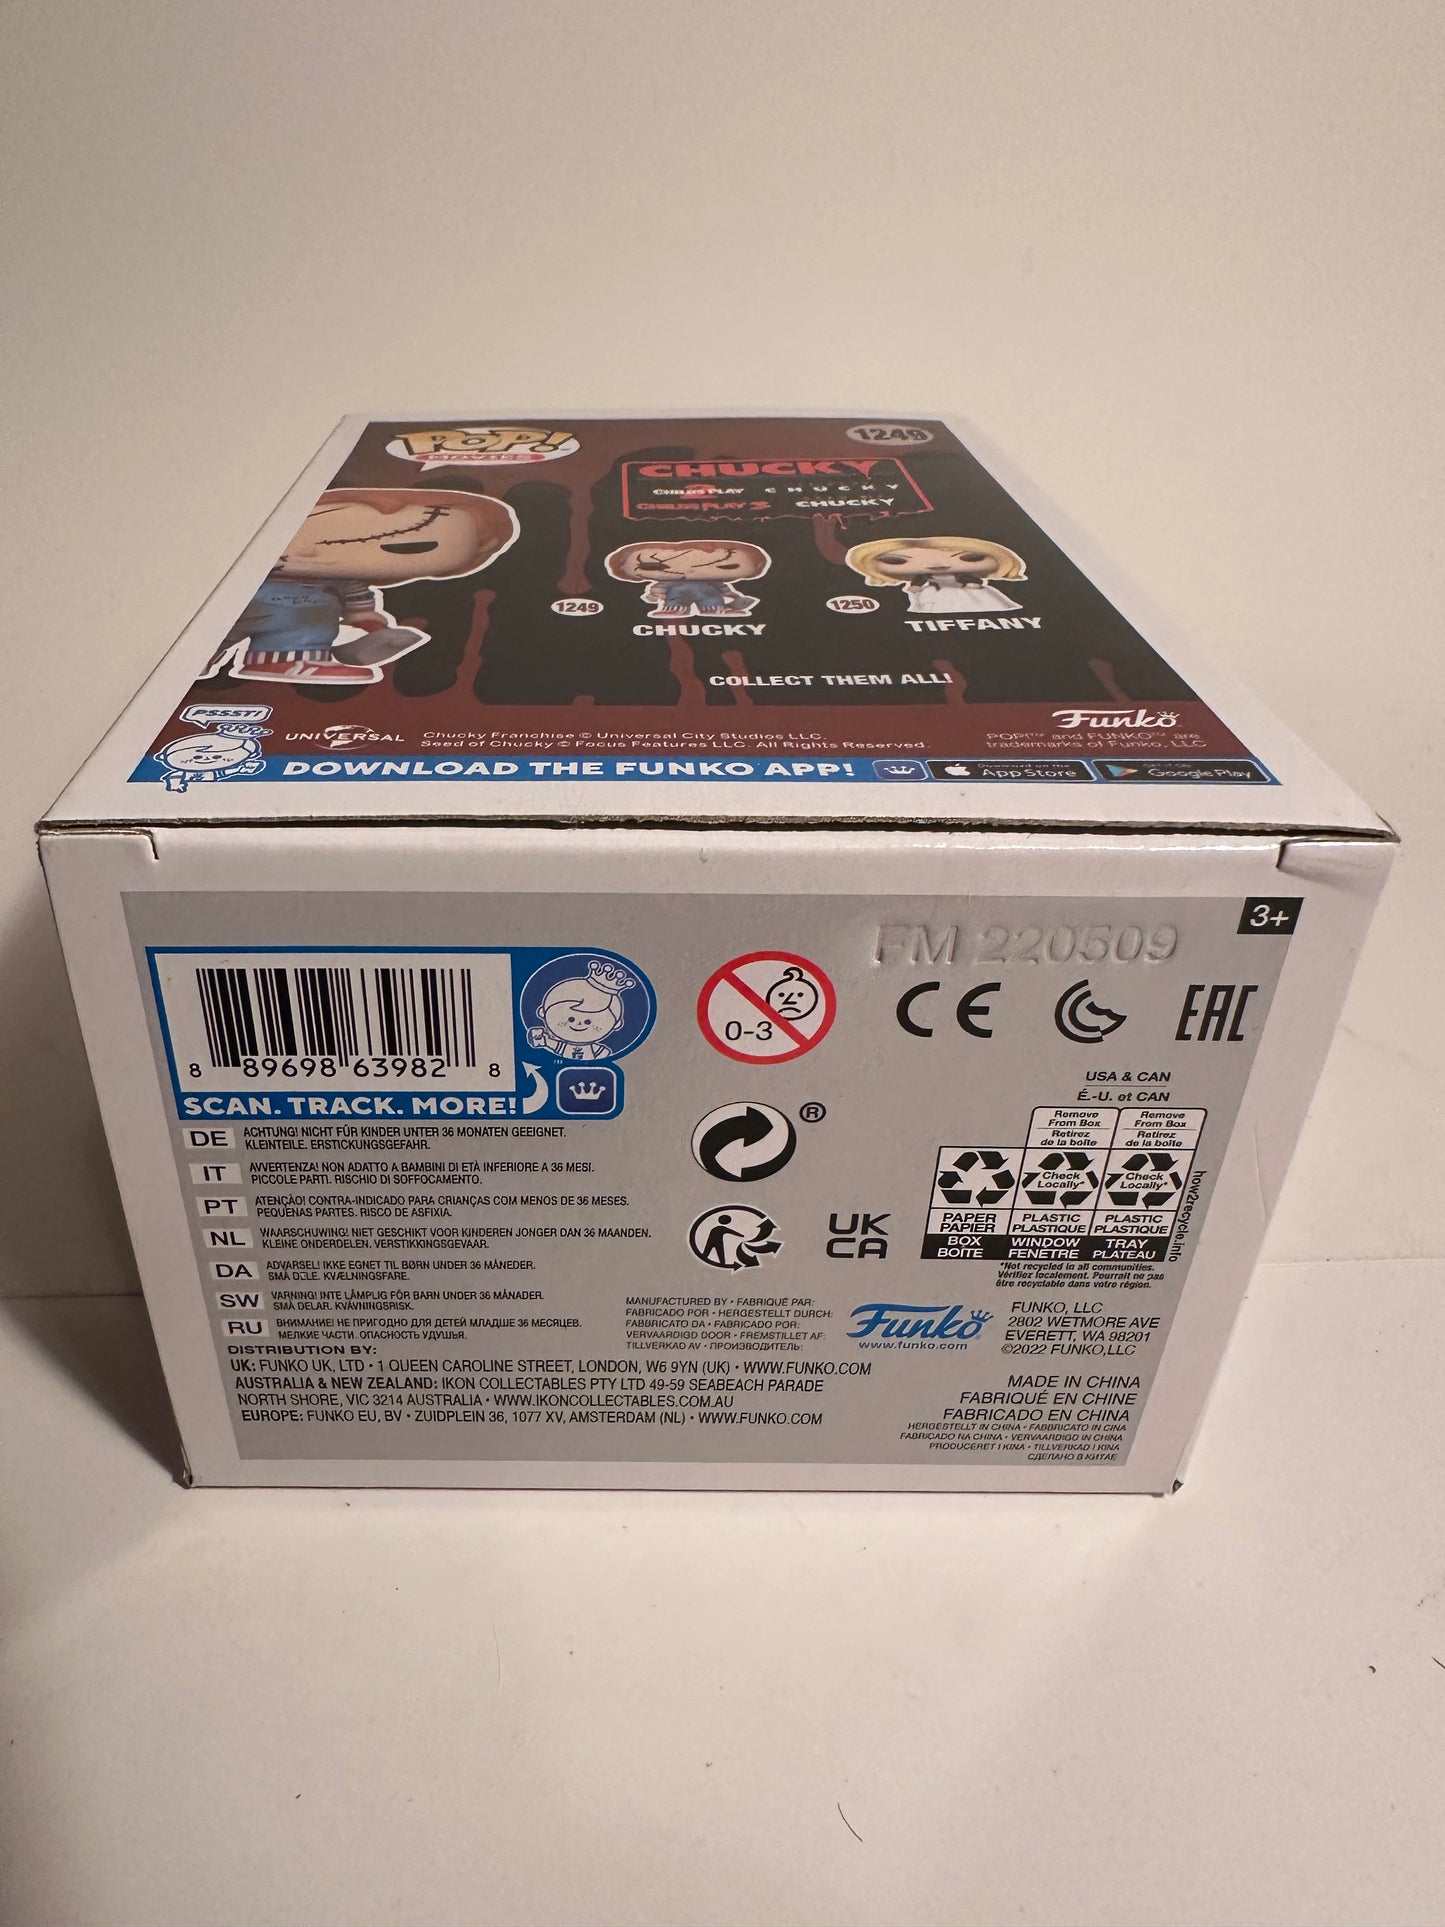 POP!
MOVIES
1249
CHUCKY
CHILD'S PLAY 2
CHUCKY
CHILD'S PLAY 3
CHUCKY
1249
CHUCKY
1250
TIFFANY
COLLECT THEM ALL!
PSSST!
UNIVERSAL
Chucky Franchise © Universal City Studios LLC.
Seed of Chucky © Focus Features LLC. All Rights Reserved.
Funko
POP!™ and FUNKO™ are
trademarks of Funko, LLC
DOWNLOAD THE FUNKO APP!
Download on the
App Store
GET IT ON
Google Play
3+
FM 220509
8 89698 63982 8
SCAN. TRACK. MORE!
0-3
CE
EAC
DE ACHTUNG! NICHT FÜR KINDER UNTER 36 MONATEN GEEIGNET.
KLEINTEILE. ERSTICKUNGSGEFAHR.
IT AVVERTENZA! NON ADATTO A BAMBINI DI ETÀ INFERIORE A 36 MESI.
PICCOLE PARTI. RISCHIO DI SOFFOCAMENTO.
PT ATENÇÃO! CONTRA-INDICADO PARA CRIANÇAS COM MENOS DE 36 MESES.
PEQUENAS PARTES. RISCO DE ASFIXIA.
NL WAARSCHUWING! NIET GESCHIKT VOOR KINDEREN JONGER DAN 36 MAANDEN.
KLEINE ONDERDELEN. VERSTIKKINGSGEVAAR.
DA ADVARSEL! IKKE EGNET TIL BØRN UNDER 36 MÅNEDER.
SMÅ DELE. KVÆLNINGSFARE.
SW VARNING! INTE LÄMPLIG FÖR BARN UNDER 36 MÅNADER.
SMÅ DELAR. KVÄVNINGSRISK.
RU ВНИМАНИЕ! НЕ ПРИГОДНО ДЛЯ ДЕТЕЙ МЛАДШЕ 36 МЕСЯЦЕВ.
МЕЛКИЕ ЧАСТИ. ОПАСНОСТЬ УДУШЬЯ.
®
UK
CA
USA & CAN
É.-U. et CAN
Remove
From Box
Retirez
de la boîte
Remove
From Box
Retirez
de la boîte
Check
Locally*
Check
Locally*
PAPER
PAPIER
BOX
BOÎTE
PLASTIC
PLASTIQUE
WINDOW
FENÊTRE
PLASTIC
PLASTIQUE
TRAY
PLATEAU
how2recycle.info
*Not recycled in all communities.
Vérifiez localement. Pourrait ne pas
être recyclable dans votre région.
MANUFACTURED BY • FABRIQUÉ PAR:
FABRICADO POR • HERGESTELLT DURCH:
FABBRICATO DA • FABRICADO POR:
VERVAARDIGD DOOR • FREMSTILLET AF:
TILLVERKAD AV • ПРОИЗВОДИТЕЛЬ:
Funko
www.funko.com
FUNKO, LLC
2802 WETMORE AVE
EVERETT, WA 98201
©2022 FUNKO,LLC
DISTRIBUTION BY:
UK: FUNKO UK, LTD • 1 QUEEN CAROLINE STREET, LONDON, W6 9YN (UK) • WWW.FUNKO.COM
AUSTRALIA & NEW ZEALAND: IKON COLLECTABLES PTY LTD 49-59 SEABEACH PARADE
NORTH SHORE, VIC 3214 AUSTRALIA • WWW.IKONCOLLECTABLES.COM.AU
EUROPE: FUNKO EU, BV • ZUIDPLEIN 36, 1077 XV, AMSTERDAM (NL) • WWW.FUNKO.COM
MADE IN CHINA
FABRIQUÉ EN CHINE
FABRICADO EN CHINA
HERGESTELLT IN CHINA • FABBRICATO IN CINA
FABRICADO NA CHINA • VERVAARDIGD IN CHINA
PRODUCERET I KINA • TILLVERKAD I KINA
СДЕЛАНО В КИТАЕ